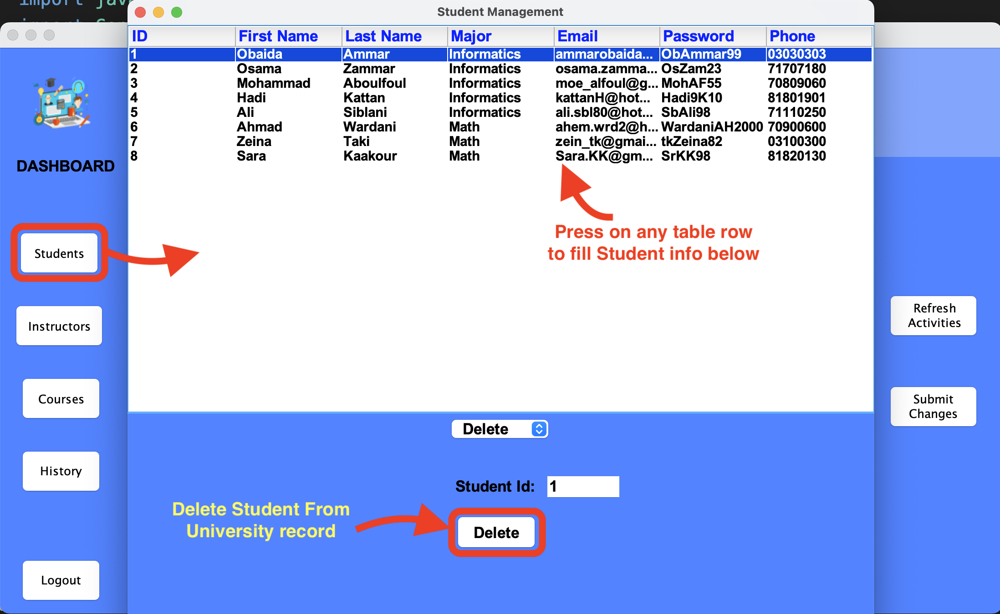 import java
Student Management
ID First Name Last Name Major Email Password Phone
1 Obaida Ammar Informatics ammarobaida... ObAmmar99 03030303
2 Osama Zammar Informatics osama.zamma... OsZam23 71707180
3 Mohammad Aboulfoul Informatics moe_alfoul@g... MohAF55 70809060
4 Hadi Kattan Informatics kattanH@hot... Hadi9K10 81801901
5 Ali Siblani Informatics ali.sbl80@hot... SbAli98 71110250
6 Ahmad Wardani Math ahem.wrd2@h... WardaniAH2000 70900600
7 Zeina Taki Math zein_tk@gmai... tkZeina82 03100300
8 Sara Kaakour Math Sara.KK@gm... SrKK98 81820130
DASHBOARD
Students
Instructors
Courses
History
Logout
Press on any table row
to fill Student info below
Refresh
Activities
Submit
Changes
Delete
Student Id: 1
Delete Student From
University record
Delete